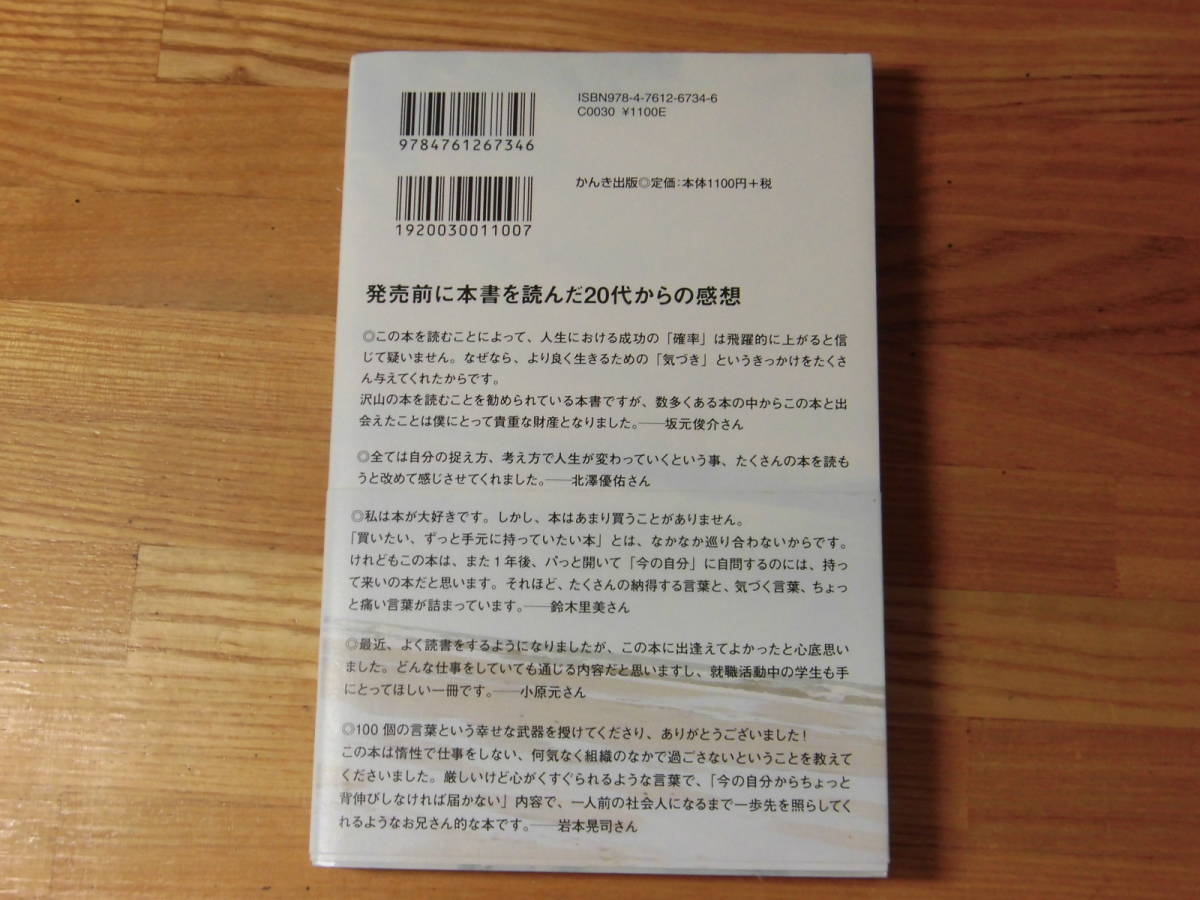 ISBN978-4-7612-6734-6
C0030 ¥1100E
9784761267346
かんき出版◎定価:本体1100円+税
1920030011007
発売前に本書を読んだ20代からの感想
◎この本を読むことによって、人生における成功の「確率」は飛躍的に上がると信
じて疑いません。なぜなら、より良く生きるための「気づき」というきっかけをたくさ
ん与えてくれたからです。
沢山の本を読むことを勧められている本書ですが、数多くある本の中からこの本と出
会えたことは僕にとって貴重な財産となりました。──坂元俊介さん
◎全ては自分の捉え方、考え方で人生が変わっていくという事、たくさんの本を読も
うと改めて感じさせてくれました。──北澤優佑さん
◎私は本が大好きです。しかし、本はあまり買うことがありません。
「買いたい、ずっと手元に持っていたい本」とは、なかなか巡り合わないからです。
けれどもこの本は、また1年後、パっと開いて「今の自分」に自問するのには、持っ
て来いの本だと思います。それほど、たくさんの納得する言葉と、気づく言葉、ちょっ
と痛い言葉が詰まっています。──鈴木里美さん
◎最近、よく読書をするようになりましたが、この本に出逢えてよかったと心底思い
ました。どんな仕事をしていても通じる内容だと思いますし、就職活動中の学生も手
にとってほしい一冊です。──小原元さん
◎100個の言葉という幸せな武器を授けてくださり、ありがとうございました!
この本は惰性で仕事をしない、何気なく組織のなかで過ごさないということを教えて
くださいました。厳しいけど心がくすぐられるような言葉で、「今の自分からちょっと
背伸びしなければ届かない」内容で、一人前の社会人になるまで一歩先を照らしてく
れるようなお兄さん的な本です。──岩本晃司さん